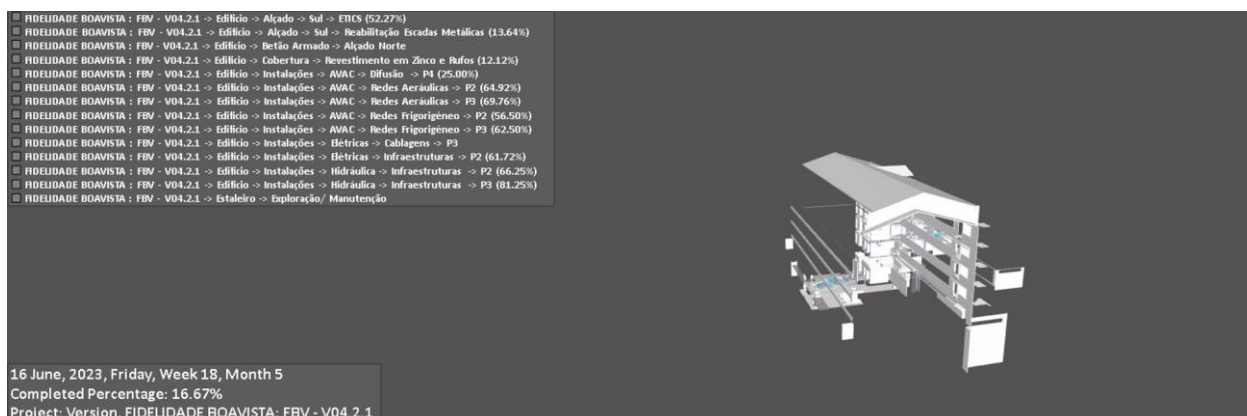 FIDELIDADE BOAVISTA : FBV - V04.2.1 -> Edifício -> Alçado -> Sul -> ETICS (52.27%)
FIDELIDADE BOAVISTA : FBV - V04.2.1 -> Edifício -> Alçado -> Sul -> Reabilitação Escadas Metálicas (13.64%)
FIDELIDADE BOAVISTA : FBV - V04.2.1 -> Edifício -> Betão Armado -> Alçado Norte
FIDELIDADE BOAVISTA : FBV - V04.2.1 -> Edifício -> Cobertura -> Revestimento em Zinco e Rufos (12.12%)
FIDELIDADE BOAVISTA : FBV - V04.2.1 -> Edifício -> Instalações -> AVAC -> Difusão -> P4 (25.00%)
FIDELIDADE BOAVISTA : FBV - V04.2.1 -> Edifício -> Instalações -> AVAC -> Redes Aeráulicas -> P2 (64.92%)
FIDELIDADE BOAVISTA : FBV - V04.2.1 -> Edifício -> Instalações -> AVAC -> Redes Aeráulicas -> P3 (69.76%)
FIDELIDADE BOAVISTA : FBV - V04.2.1 -> Edifício -> Instalações -> AVAC -> Redes Frigorigéneo -> P2 (56.50%)
FIDELIDADE BOAVISTA : FBV - V04.2.1 -> Edifício -> Instalações -> AVAC -> Redes Frigorigéneo -> P3 (62.50%)
FIDELIDADE BOAVISTA : FBV - V04.2.1 -> Edifício -> Instalações -> Elétricas -> Cablagens -> P3
FIDELIDADE BOAVISTA : FBV - V04.2.1 -> Edifício -> Instalações -> Elétricas -> Infraestruturas -> P2 (61.72%)
FIDELIDADE BOAVISTA : FBV - V04.2.1 -> Edifício -> Instalações -> Hidráulica -> Infraestruturas -> P2 (66.25%)
FIDELIDADE BOAVISTA : FBV - V04.2.1 -> Edifício -> Instalações -> Hidráulica -> Infraestruturas -> P3 (81.25%)
FIDELIDADE BOAVISTA : FBV - V04.2.1 -> Estaleiro -> Exploração/ Manutenção
16 June, 2023, Friday, Week 18, Month 5
Completed Percentage: 16.67%
Project: Version, FIDELIDADE BOAVISTA: FBV - V04.2.1